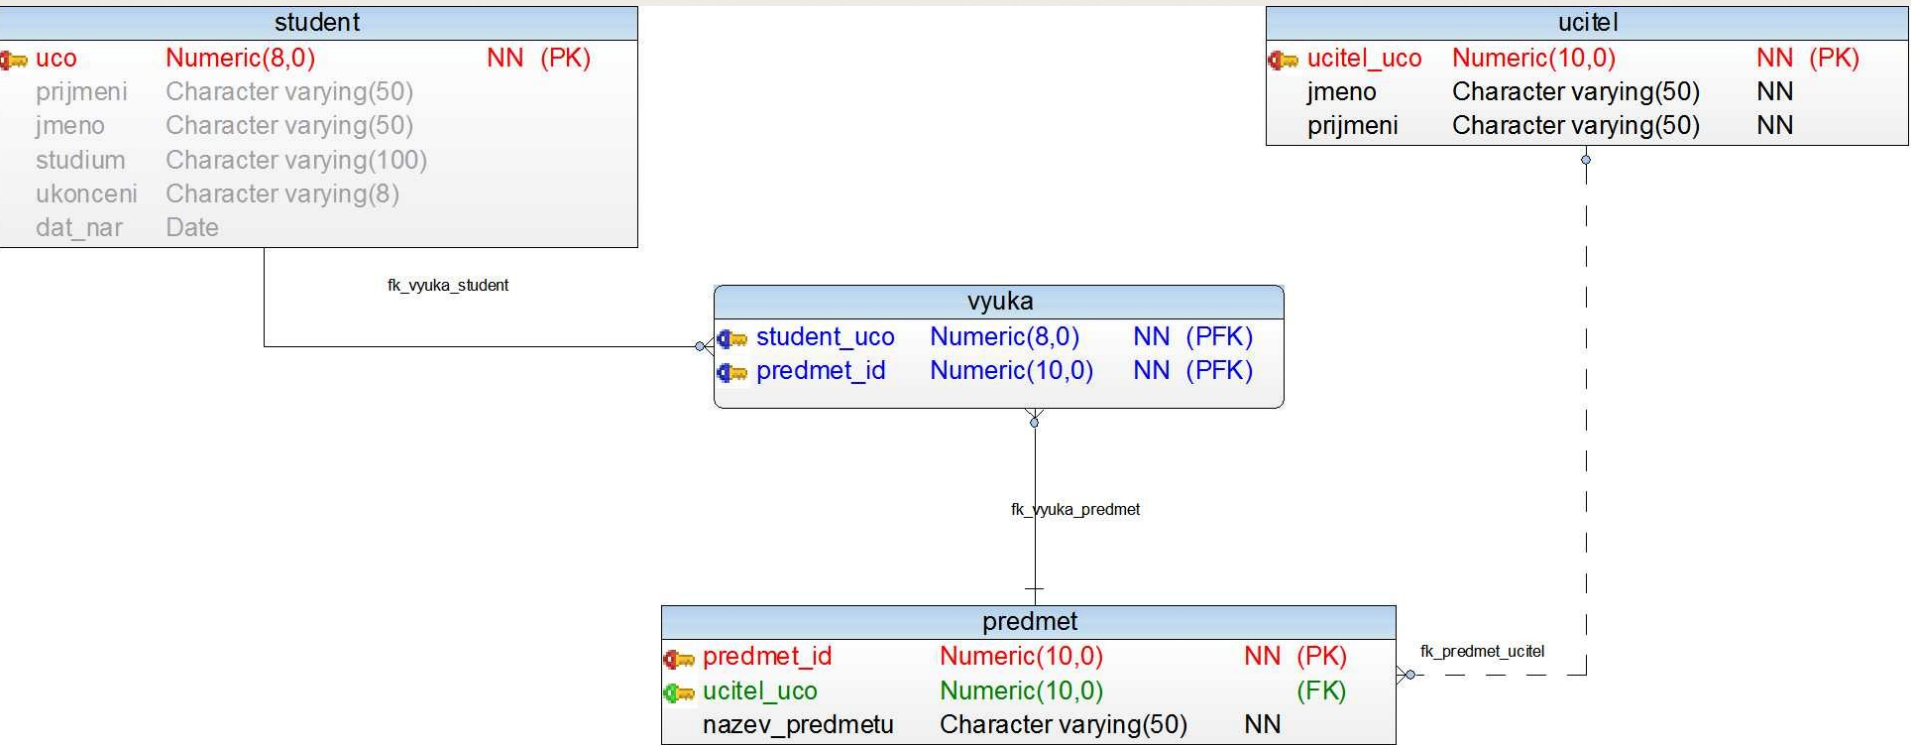 student
uco Numeric(8,0) NN (PK)
prijmeni Character varying(50)
jmeno Character varying(50)
studium Character varying(100)
ukonceni Character varying(8)
dat_nar Date
ucitel
ucitel_uco Numeric(10,0) NN (PK)
jmeno Character varying(50) NN
prijmeni Character varying(50) NN
fk_vyuka_student
vyuka
student_uco Numeric(8,0) NN (PFK)
predmet_id Numeric(10,0) NN (PFK)
fk_vyuka_predmet
predmet
predmet_id Numeric(10,0) NN (PK)
ucitel_uco Numeric(10,0) (FK)
nazev_predmetu Character varying(50) NN
fk_predmet_ucitel